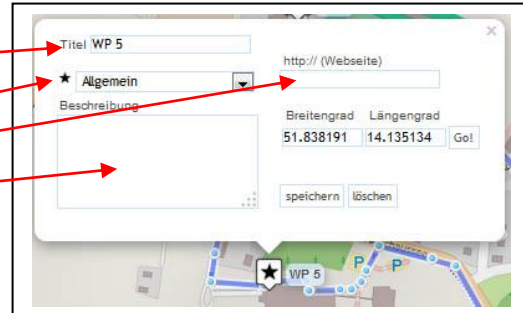 Titel WP 5
Allgemein
Beschreibung
http:// (Webseite)
Breitengrad Längengrad
51.838191 14.135134 Go!
speichern löschen
WP 5
P P